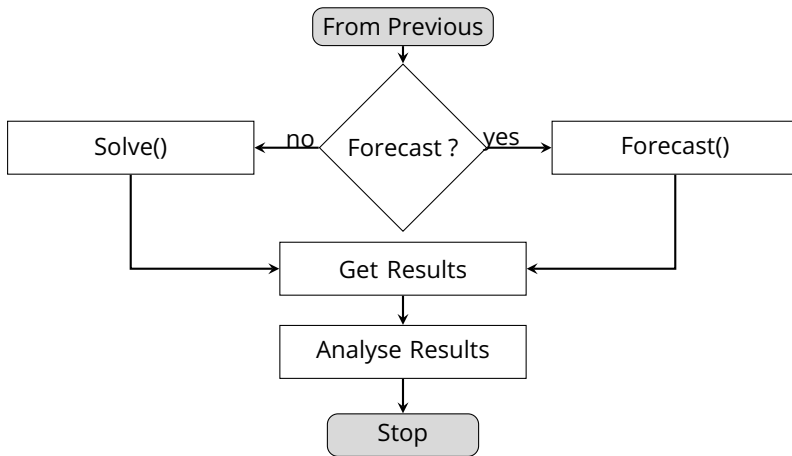 From Previous
Solve()
no
Forecast ?
yes
Forecast()
Get Results
Analyse Results
Stop